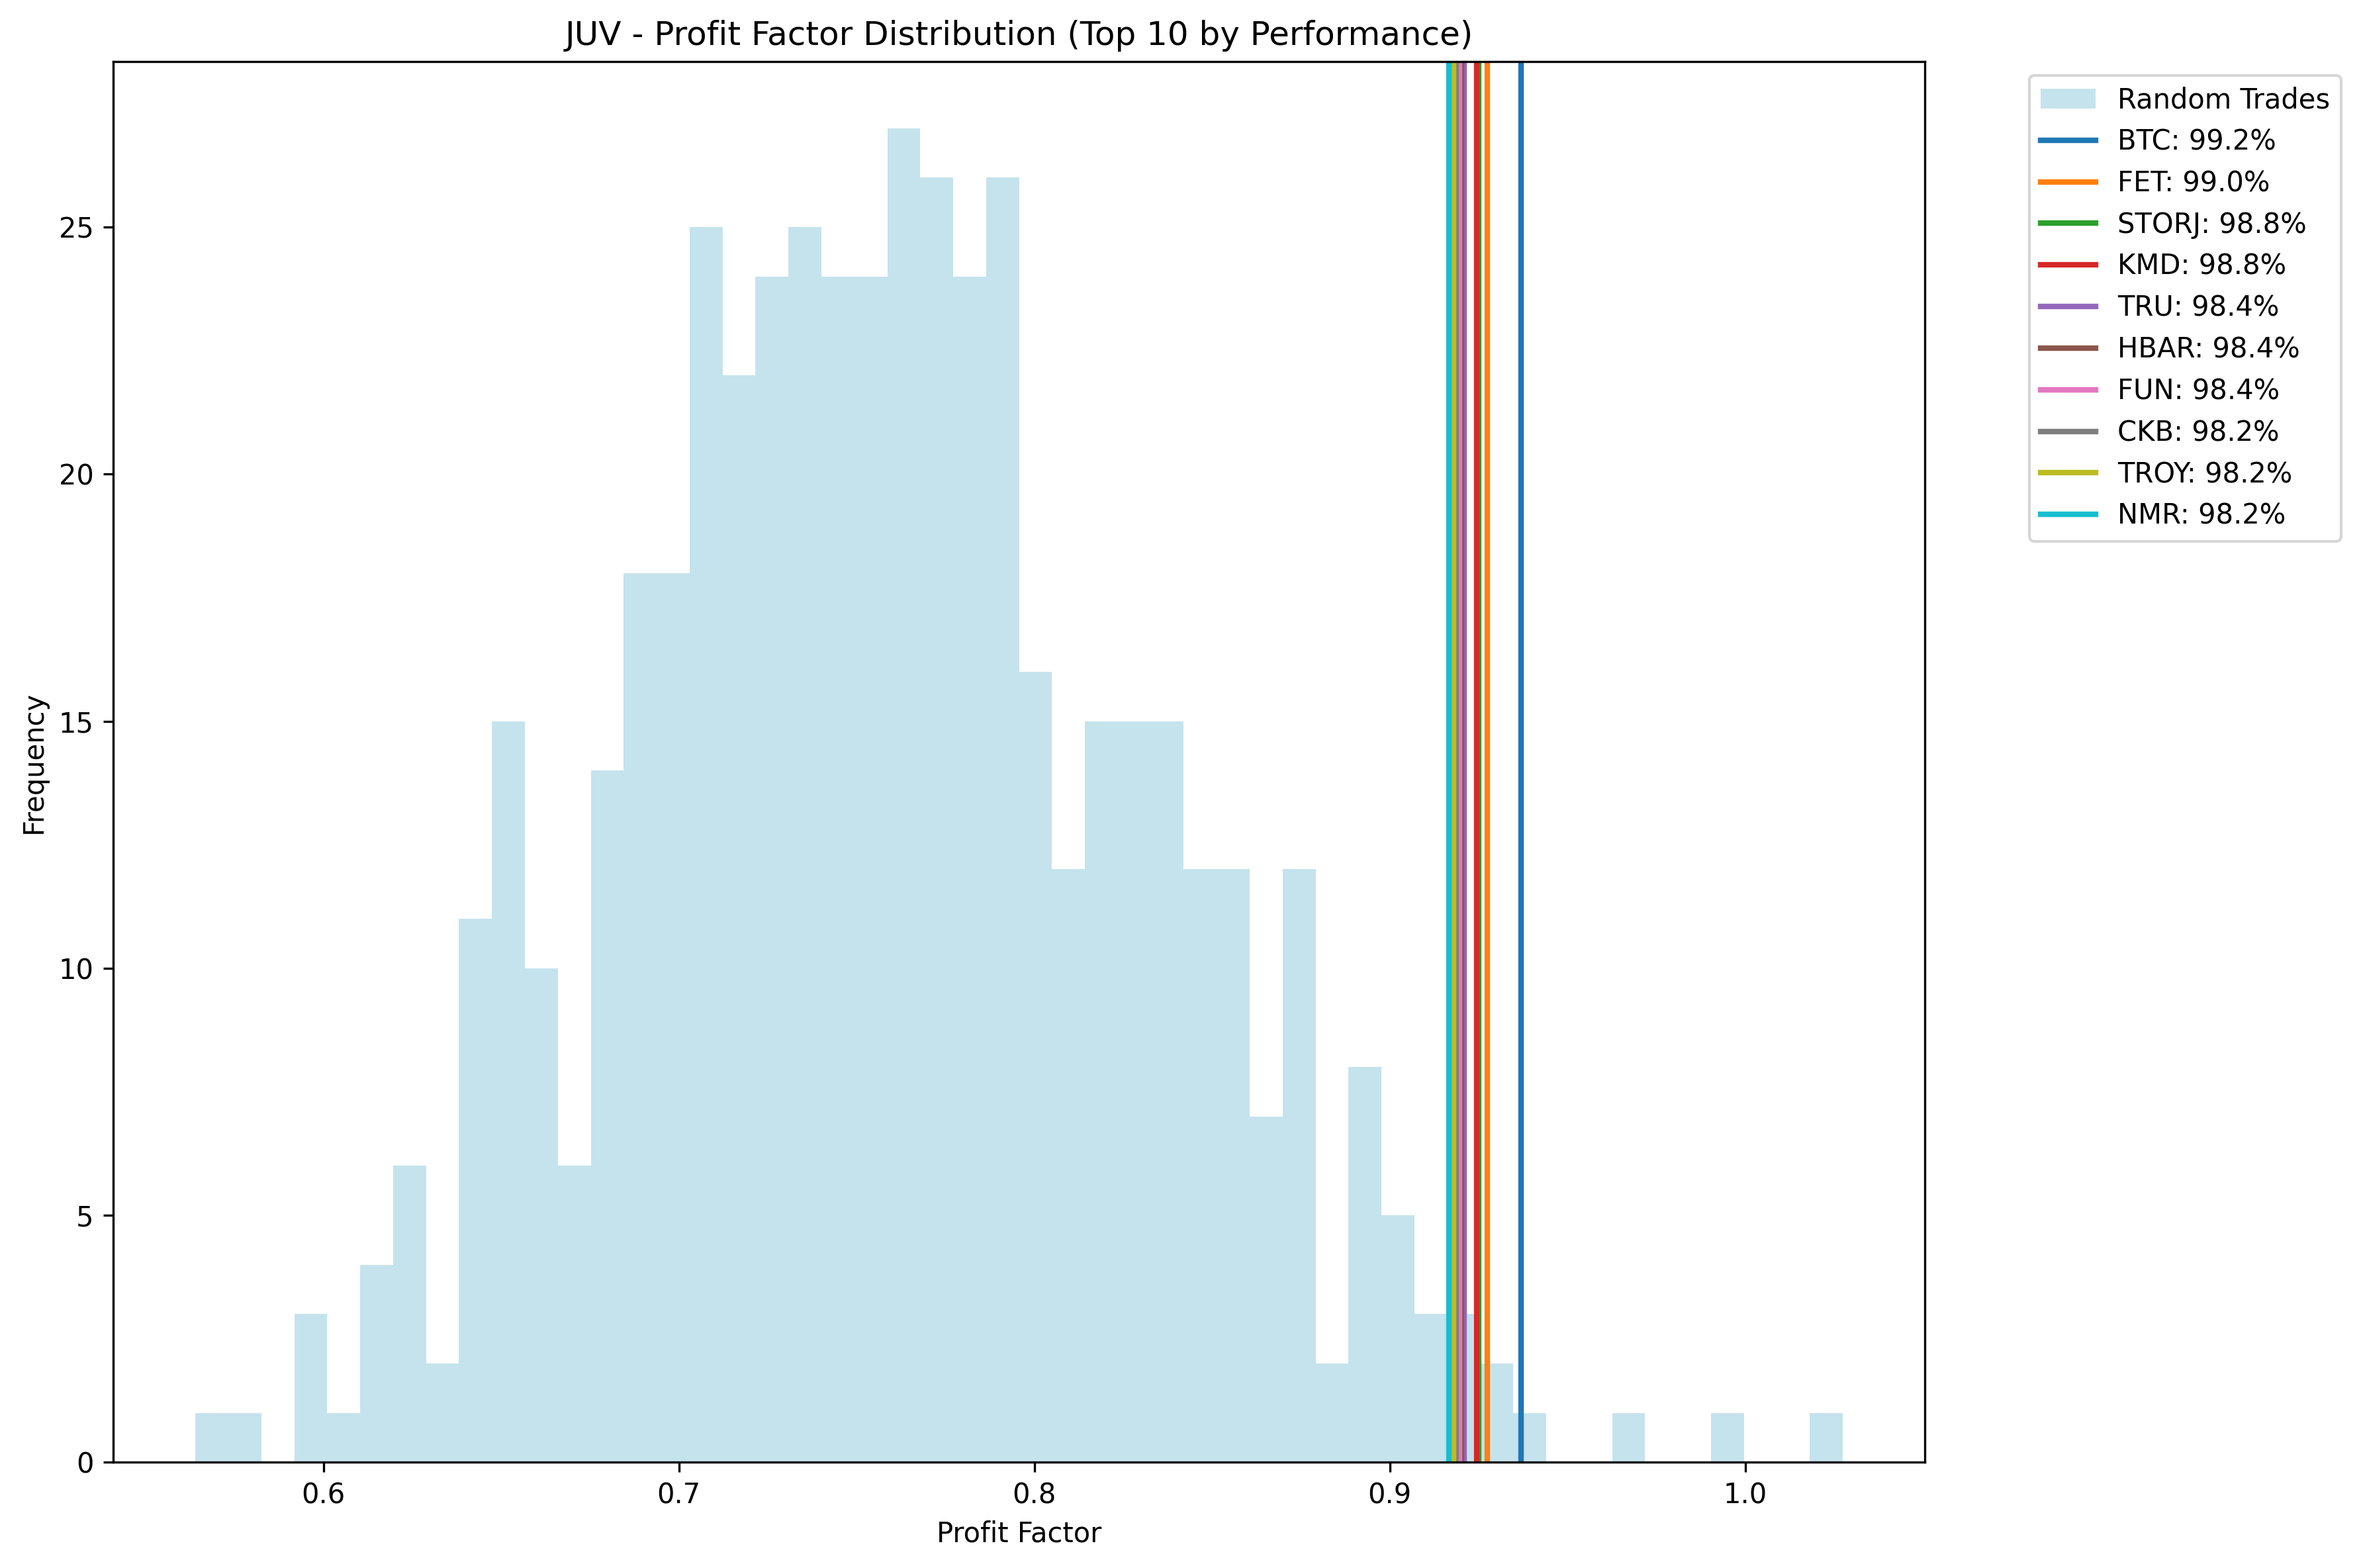 JUV - Profit Factor Distribution (Top 10 by Performance)
Random Trades
BTC: 99.2%
FET: 99.0%
STORJ: 98.8%
KMD: 98.8%
TRU: 98.4%
HBAR: 98.4%
FUN: 98.4%
CKB: 98.2%
TROY: 98.2%
NMR: 98.2%
Frequency
25
20
15
10
5
0
0.6 0.7 0.8 0.9 1.0
Profit Factor